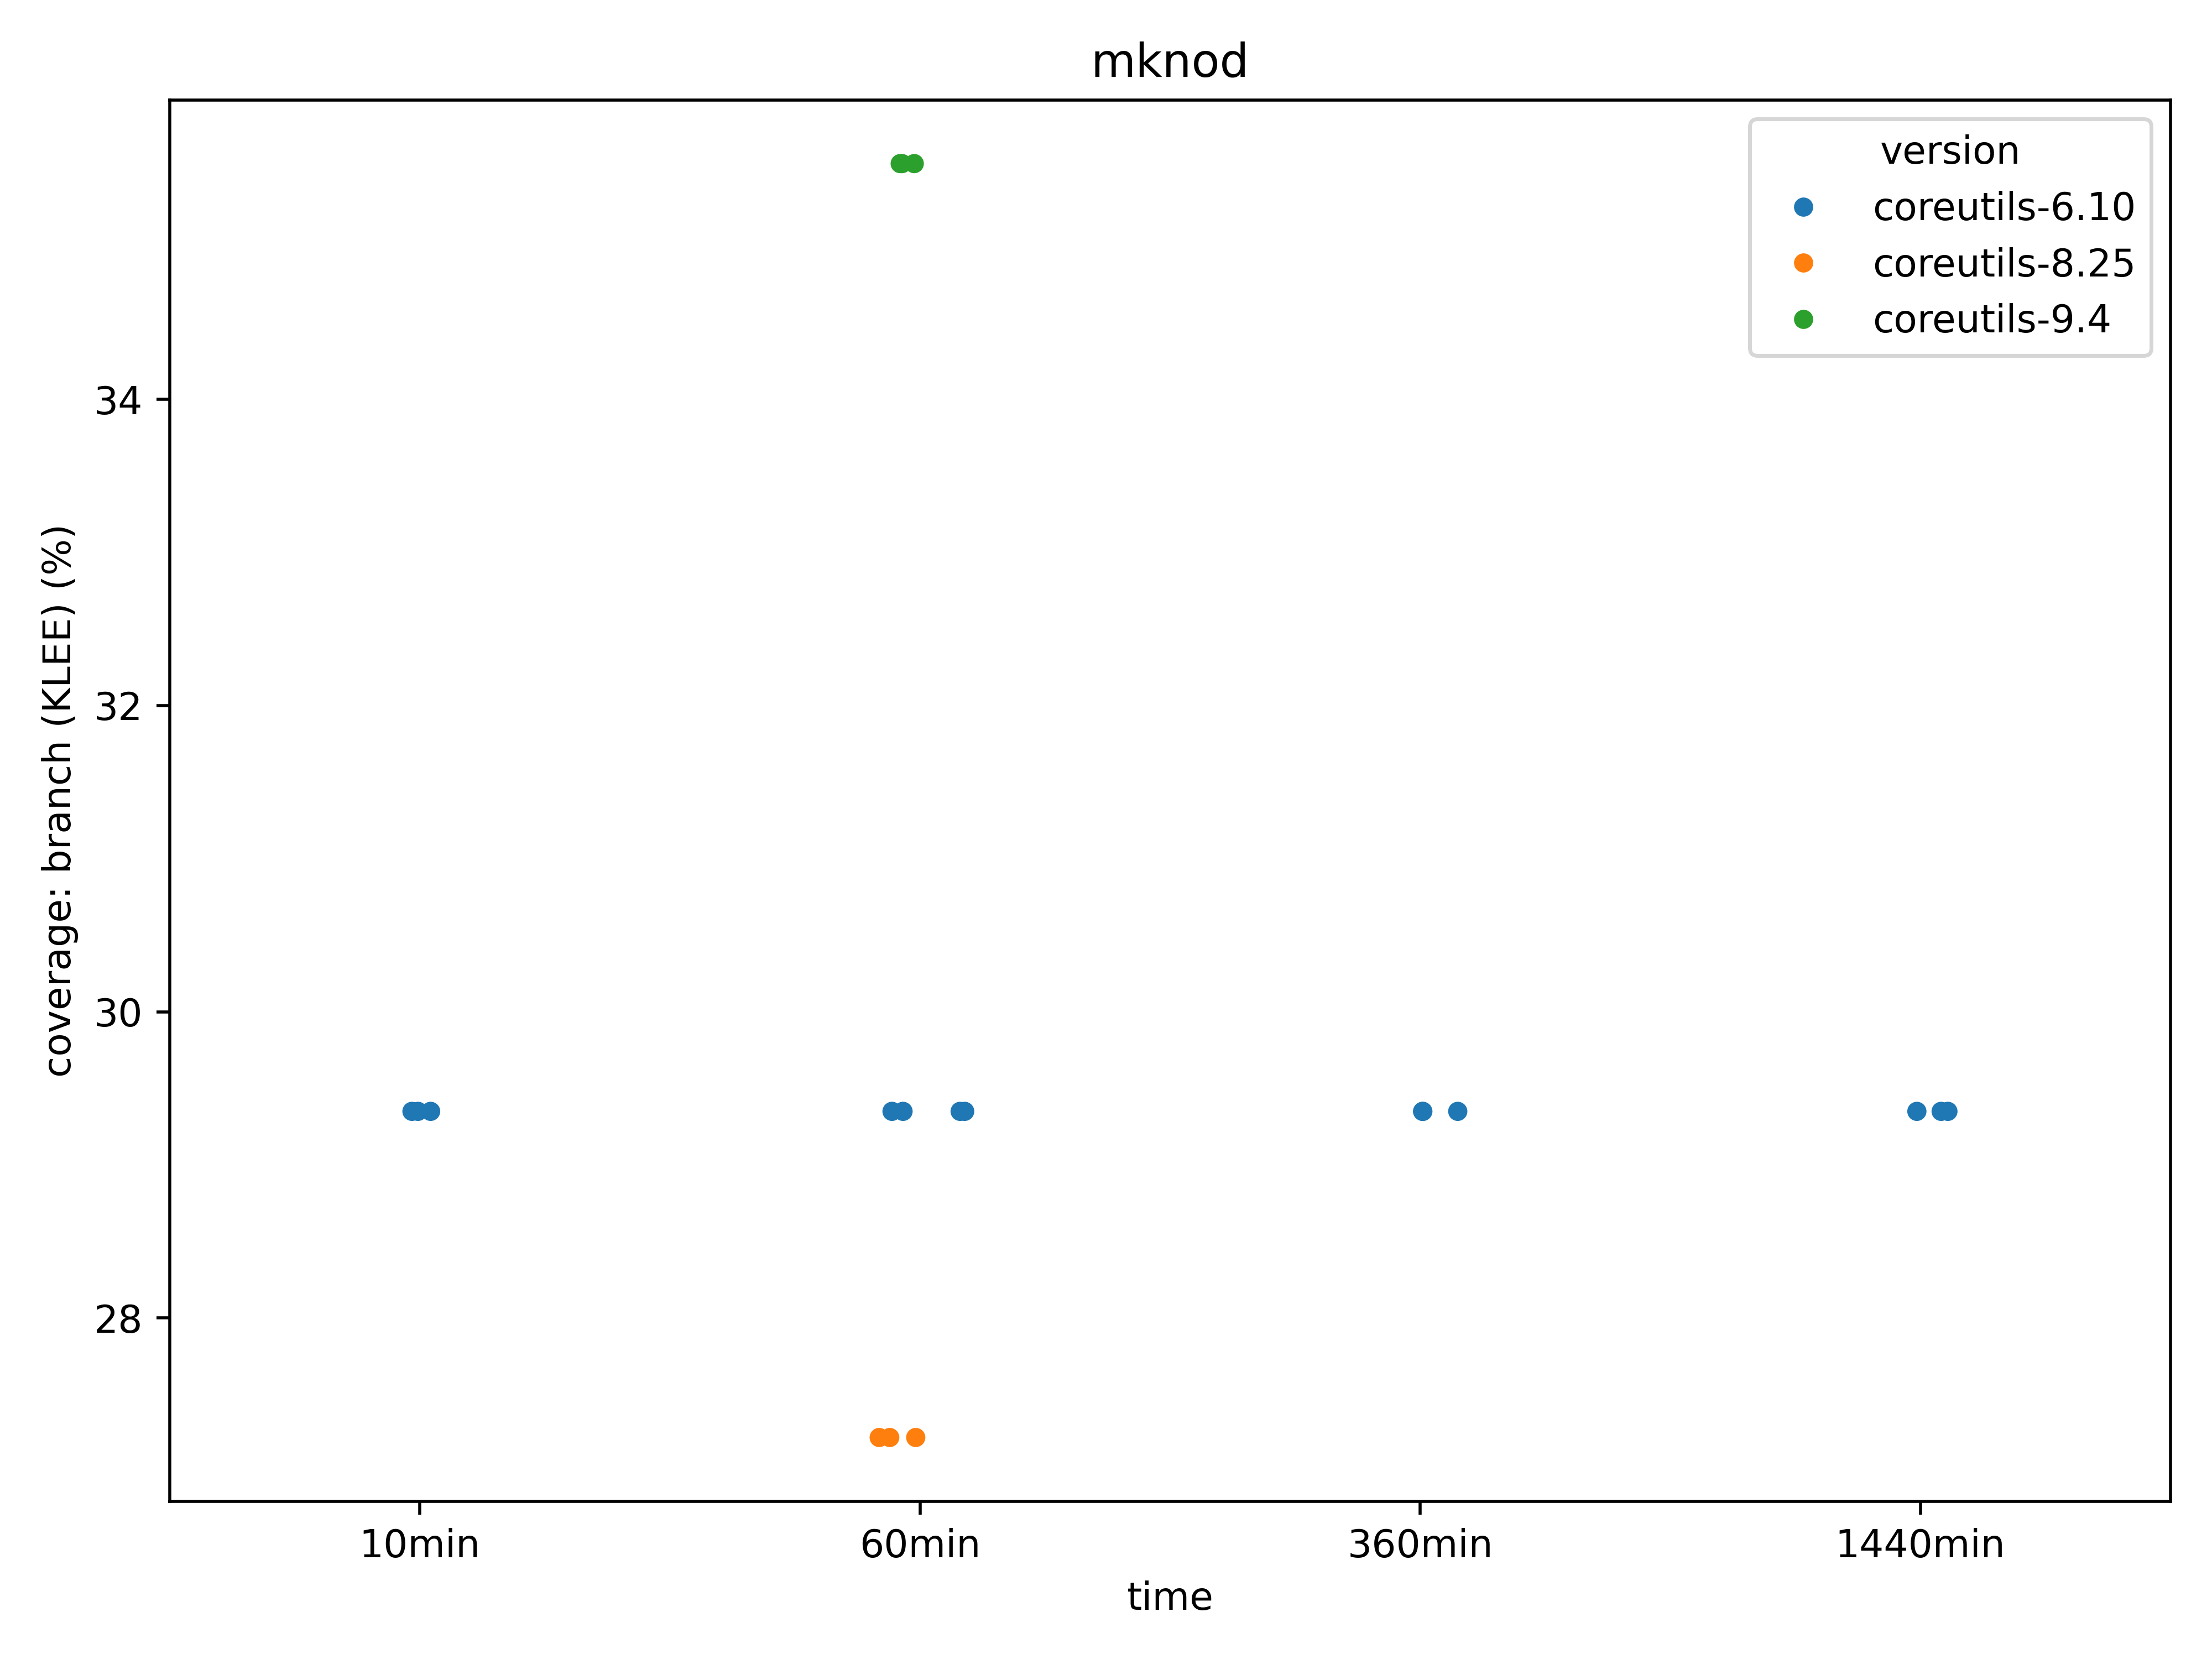 mknod
version
coreutils-6.10
coreutils-8.25
coreutils-9.4
coverage: branch (KLEE) (%)
34
32
30
28
10min
60min
360min
1440min
time